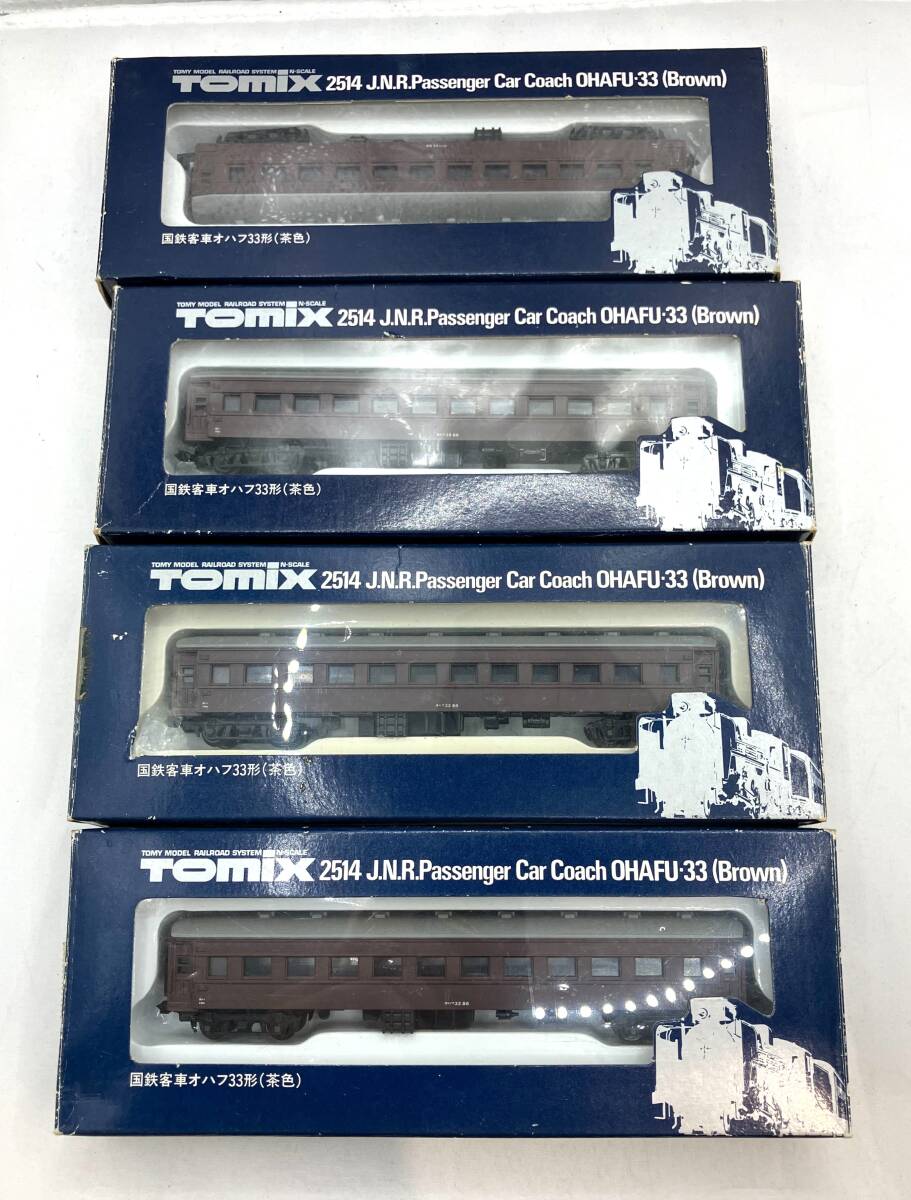 TOMY MODEL RAILROAD SYSTEM N-SCALE
TOMIX 2514 J.N.R.Passenger Car Coach OHAFU·33 (Brown)
国鉄客車オハフ33形(茶色)
TOMY MODEL RAILROAD SYSTEM N-SCALE
TOMIX 2514 J.N.R.Passenger Car Coach OHAFU·33 (Brown)
国鉄客車オハフ33形(茶色)
TOMY MODEL RAILROAD SYSTEM N-SCALE
TOMIX 2514 J.N.R.Passenger Car Coach OHAFU·33 (Brown)
国鉄客車オハフ33形(茶色)
TOMY MODEL RAILROAD SYSTEM N-SCALE
TOMIX 2514 J.N.R.Passenger Car Coach OHAFU·33 (Brown)
国鉄客車オハフ33形(茶色)